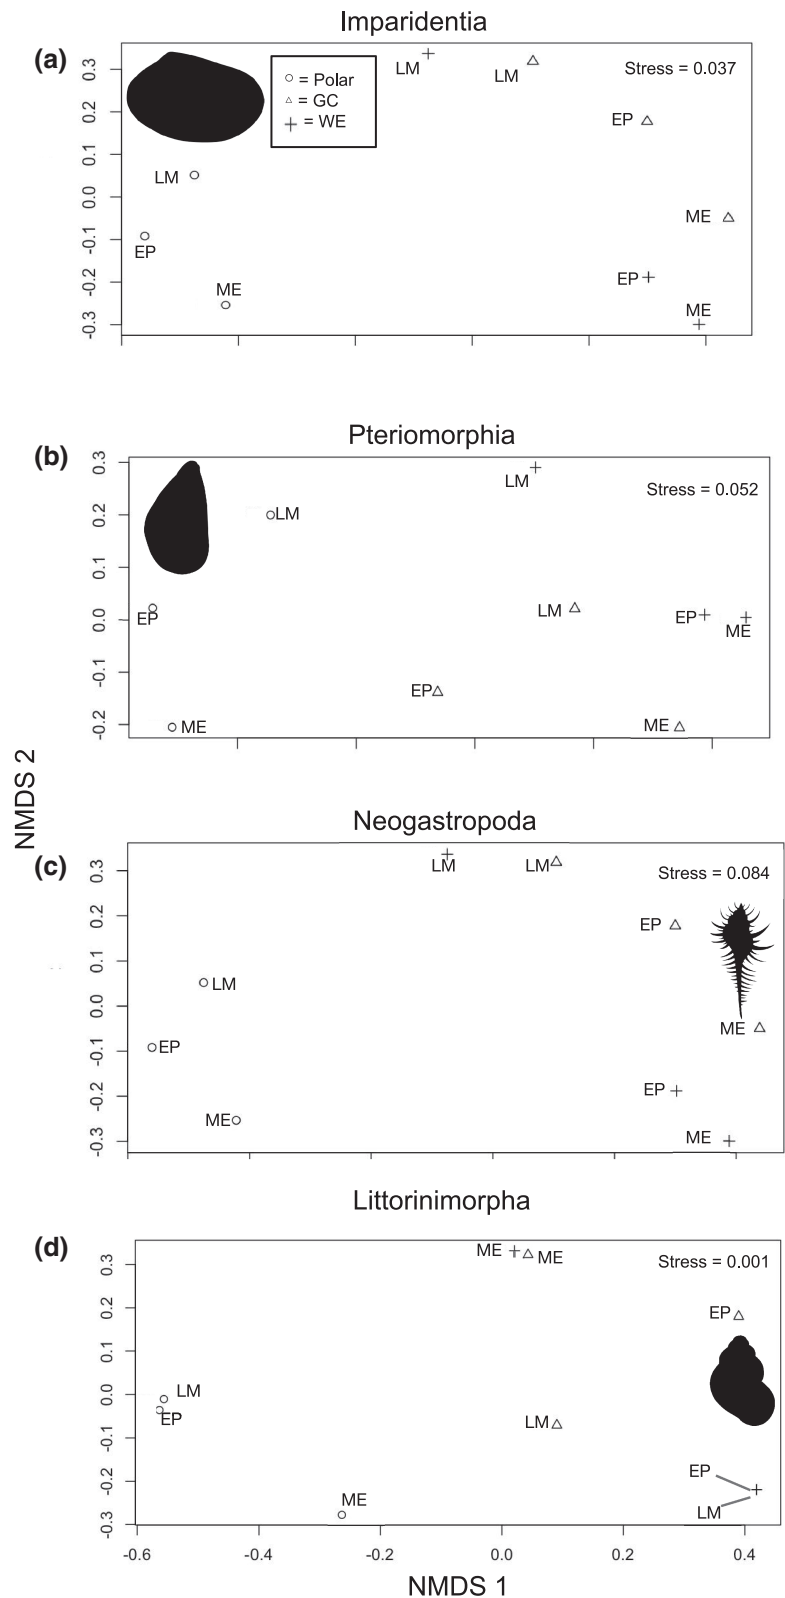 Imparidentia
(a)
Stress = 0.037
○ = Polar
△ = GC
+ = WE
LM
LM
EP
LM
ME
EP
EP
ME
ME
0.3
0.2
0.1
0.0
-0.1
-0.2
-0.3
Pteriomorphia
(b)
Stress = 0.052
LM
LM
LM
EP
EP
ME
EP
ME
ME
0.3
0.2
0.1
0.0
-0.1
-0.2
NMDS 2
Neogastropoda
(c)
Stress = 0.084
LM
LM
EP
LM
ME
EP
EP
ME
ME
0.3
0.2
0.1
0.0
-0.1
-0.2
-0.3
Littorinimorpha
(d)
Stress = 0.001
ME
ME
EP
LM
EP
LM
EP
LM
ME
0.3
0.2
0.1
0.0
-0.1
-0.2
-0.3
-0.6 -0.4 -0.2 0.0 0.2 0.4
NMDS 1